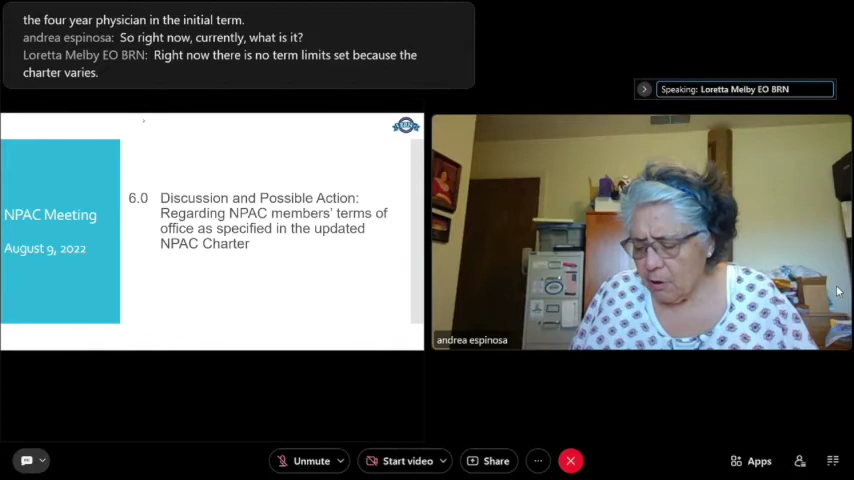 the four year physician in the initial term.
andrea espinosa: So right now, currently, what is it?
Loretta Melby EO BRN: Right now there is no term limits set because the
charter varies.
Speaking: Loretta Melby EO BRN
NPAC Meeting
August 9, 2022
6.0 Discussion and Possible Action:
Regarding NPAC members' terms of
office as specified in the updated
NPAC Charter
andrea espinosa
Unmute
Start video
Share
Apps